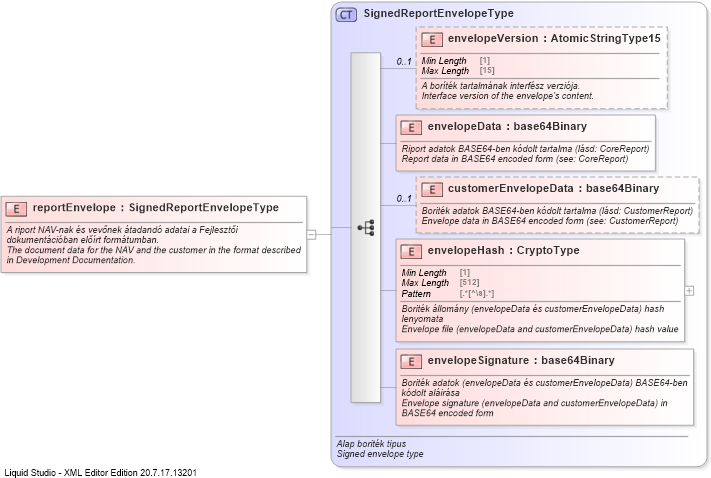 CT SignedReportEnvelopeType
E envelopeVersion : AtomicStringType15
0..1
Min Length [1]
Max Length [15]
A boríték tartalmának interfész verziója.
Interface version of the envelope's content.
E envelopeData : base64Binary
Riport adatok BASE64-ben kódolt tartalma (lásd: CoreReport)
Report data in BASE64 encoded form (see: CoreReport)
E customerEnvelopeData : base64Binary
0..1
Boríték adatok BASE64-ben kódolt tartalma (lásd: CustomerReport)
Envelope data in BASE64 encoded form (see: CustomerReport)
E reportEnvelope : SignedReportEnvelopeType
A riport NAV-nak és vevőnek átadandó adatai a Fejlesztői
dokumentációban előírt formátumban.
The document data for the NAV and the customer in the format described
in Development Documentation.
E envelopeHash : CryptoType
Min Length [1]
Max Length [512]
Pattern [.*[^\s].*]
Boríték állomány (envelopeData és customerEnvelopeData) hash
lenyomata
Envelope file (envelopeData and customerEnvelopeData) hash value
E envelopeSignature : base64Binary
Boríték adatok (envelopeData és customerEnvelopeData) BASE64-ben
kódolt aláírása
Envelope signature (envelopeData and customerEnvelopeData) in
BASE64 encoded form
Alap boríték típus
Signed envelope type
Liquid Studio - XML Editor Edition 20.7.17.13201